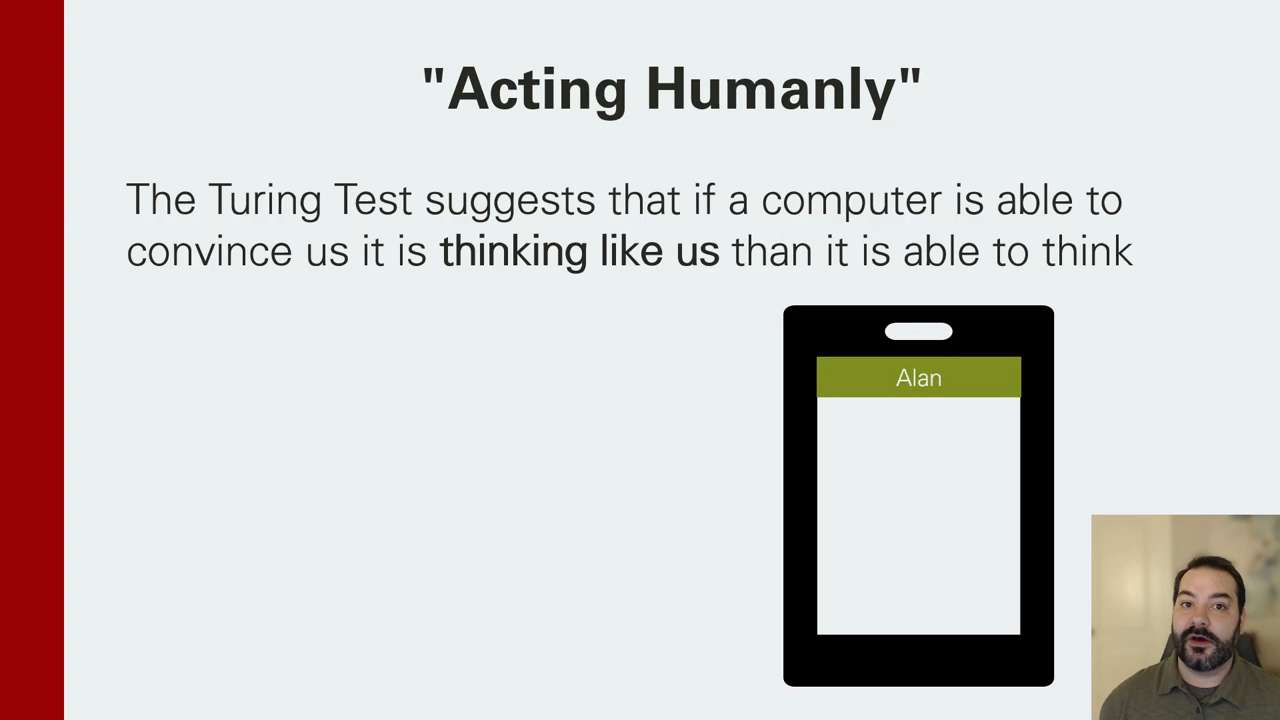 "Acting Humanly"
The Turing Test suggests that if a computer is able to
convince us it is thinking like us than it is able to think
Alan